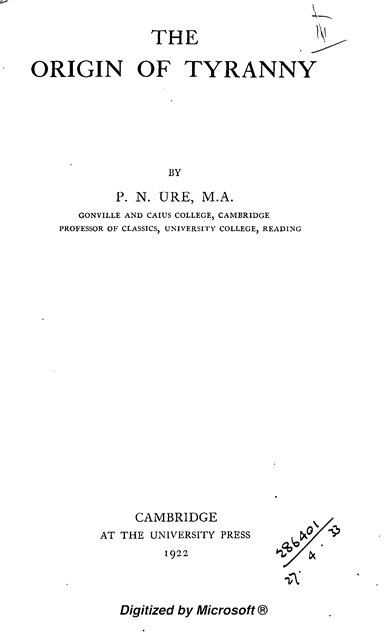 THE
ORIGIN OF TYRANNY
BY
P. N. URE, M.A.
GONVILLE AND CAIUS COLLEGE, CAMBRIDGE
PROFESSOR OF CLASSICS, UNIVERSITY COLLEGE, READING
CAMBRIDGE
AT THE UNIVERSITY PRESS
1922
286401
27. 4. 33
Digitized by Microsoft ®